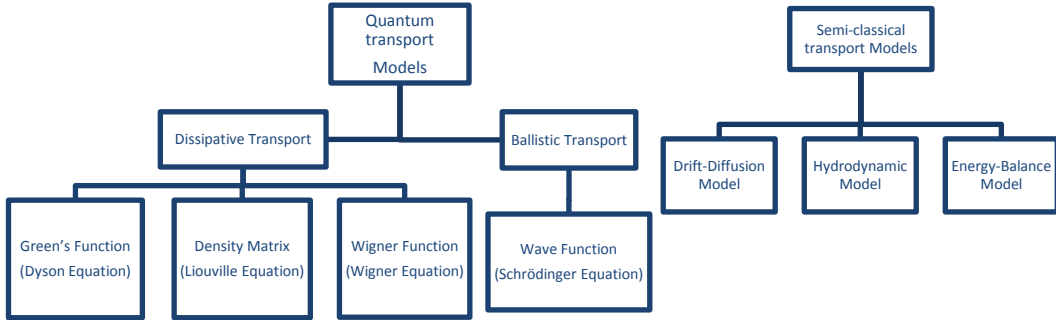 Quantum
transport
Models
Dissipative Transport
Ballistic Transport
Green's Function
(Dyson Equation)
Density Matrix
(Liouville Equation)
Wigner Function
(Wigner Equation)
Wave Function
(Schrödinger Equation)
Semi-classical
transport Models
Drift-Diffusion
Model
Hydrodynamic
Model
Energy-Balance
Model